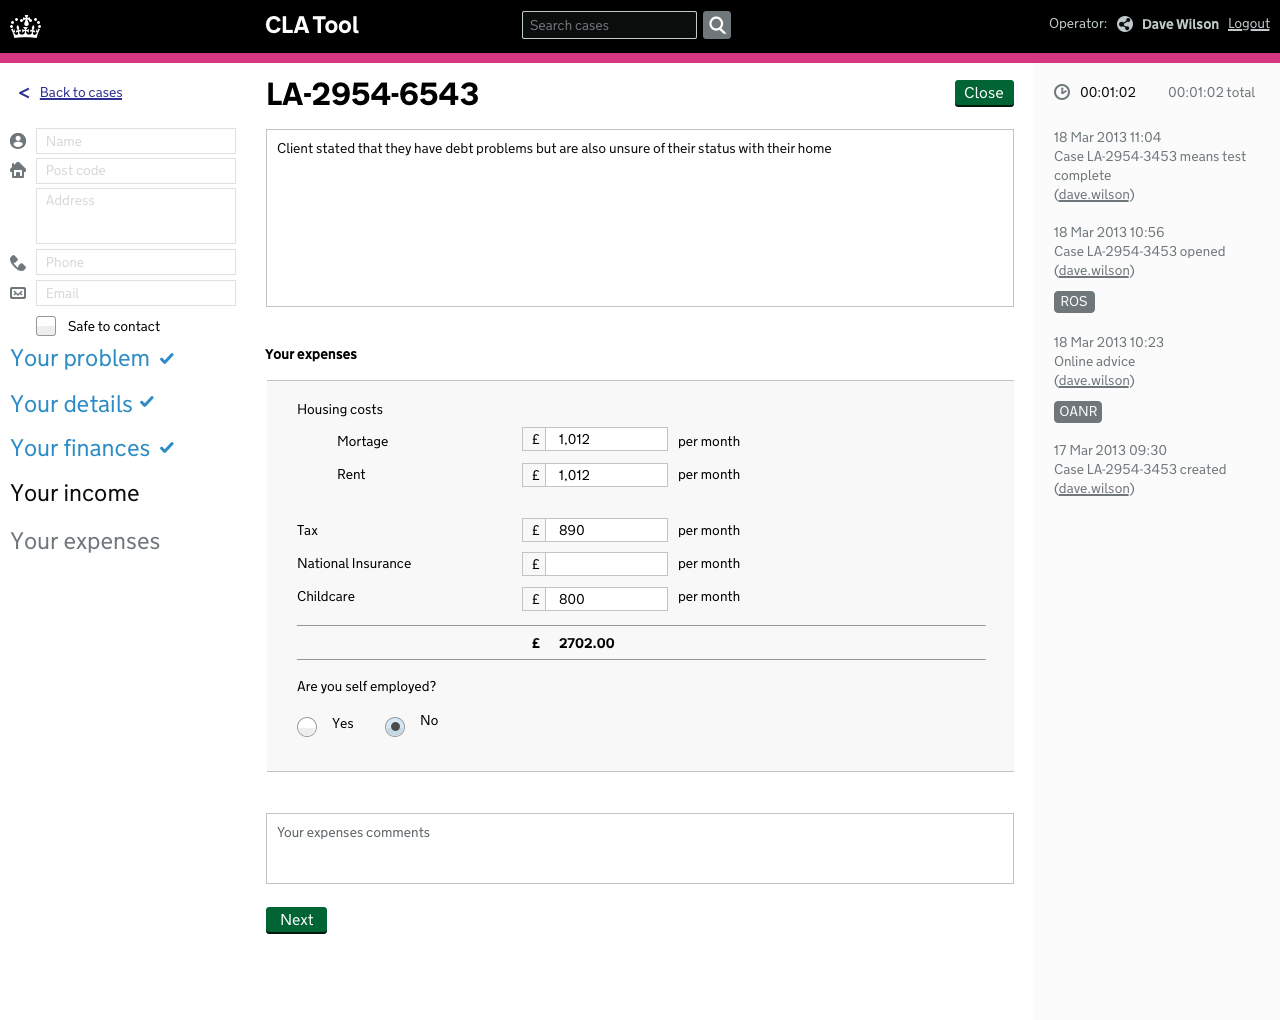 CLA Tool
Search cases
Operator: Dave Wilson Logout
< Back to cases
Name
Post code
Address
Phone
Email
Safe to contact
Your problem
Your details
Your finances
Your income
Your expenses
LA-2954-6543
Close
Client stated that they have debt problems but are also unsure of their status with their home
Your expenses
Housing costs
Mortage £ 1,012 per month
Rent £ 1,012 per month
Tax £ 890 per month
National Insurance £ per month
Childcare £ 800 per month
£ 2702.00
Are you self employed?
Yes No
Your expenses comments
Next
00:01:02 00:01:02 total
18 Mar 2013 11:04
Case LA-2954-3453 means test
complete
(dave.wilson)
18 Mar 2013 10:56
Case LA-2954-3453 opened
(dave.wilson)
ROS
18 Mar 2013 10:23
Online advice
(dave.wilson)
OANR
17 Mar 2013 09:30
Case LA-2954-3453 created
(dave.wilson)